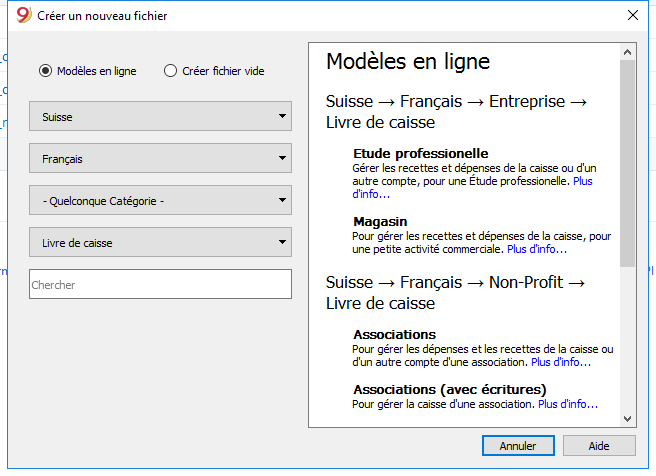 Créer un nouveau fichier
Modèles en ligne
Créer fichier vide
Suisse
Français
- Quelconque Catégorie -
Livre de caisse
Chercher
Modèles en ligne
Suisse → Français → Entreprise →
Livre de caisse
Etude professionelle
Gérer les recettes et dépenses de la caisse ou d'un
autre compte, pour une Étude professionelle. Plus
d'info...
Magasin
Pour gérer les recettes et dépenses de la caisse, pour
une petite activité commerciale. Plus d'info...
Suisse → Français → Non-Profit →
Livre de caisse
Associations
Pour gérer les dépenses et les recettes de la caisse ou
d'un autre compte d'une association. Plus d'info...
Associations (avec écritures)
Pour gérer la caisse d'une association. Plus d'info...
Annuler
Aide